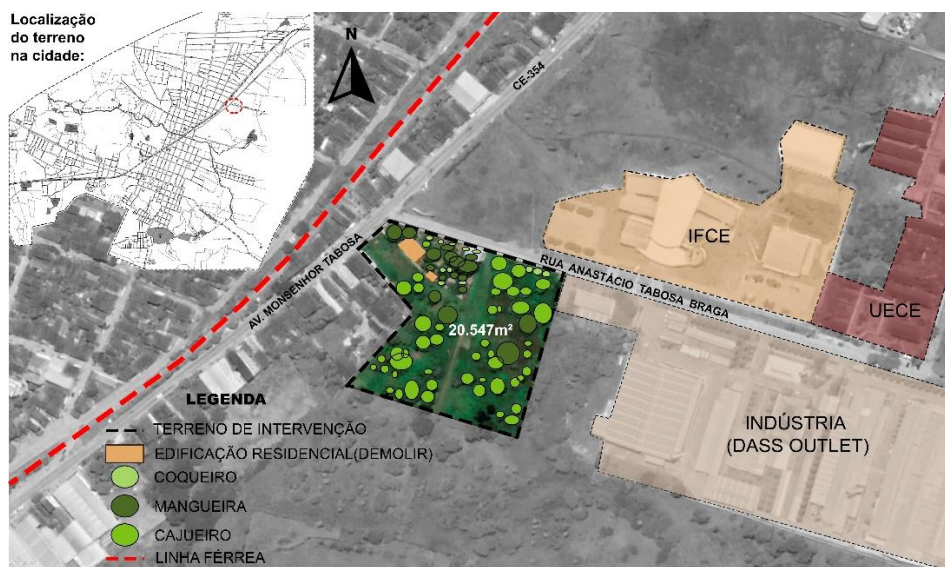 Localização
do terreno
na cidade:
N
CE-354
AV. MONSENHOR TABOSA
RUA ANASTÁCIO TABOSA BRAGA
IFCE
UECE
20.547m²
INDÚSTRIA
(DASS OUTLET)
LEGENDA
TERRENO DE INTERVENÇÃO
EDIFICAÇÃO RESIDENCIAL(DEMOLIR)
COQUEIRO
MANGUEIRA
CAJUEIRO
LINHA FÉRREA